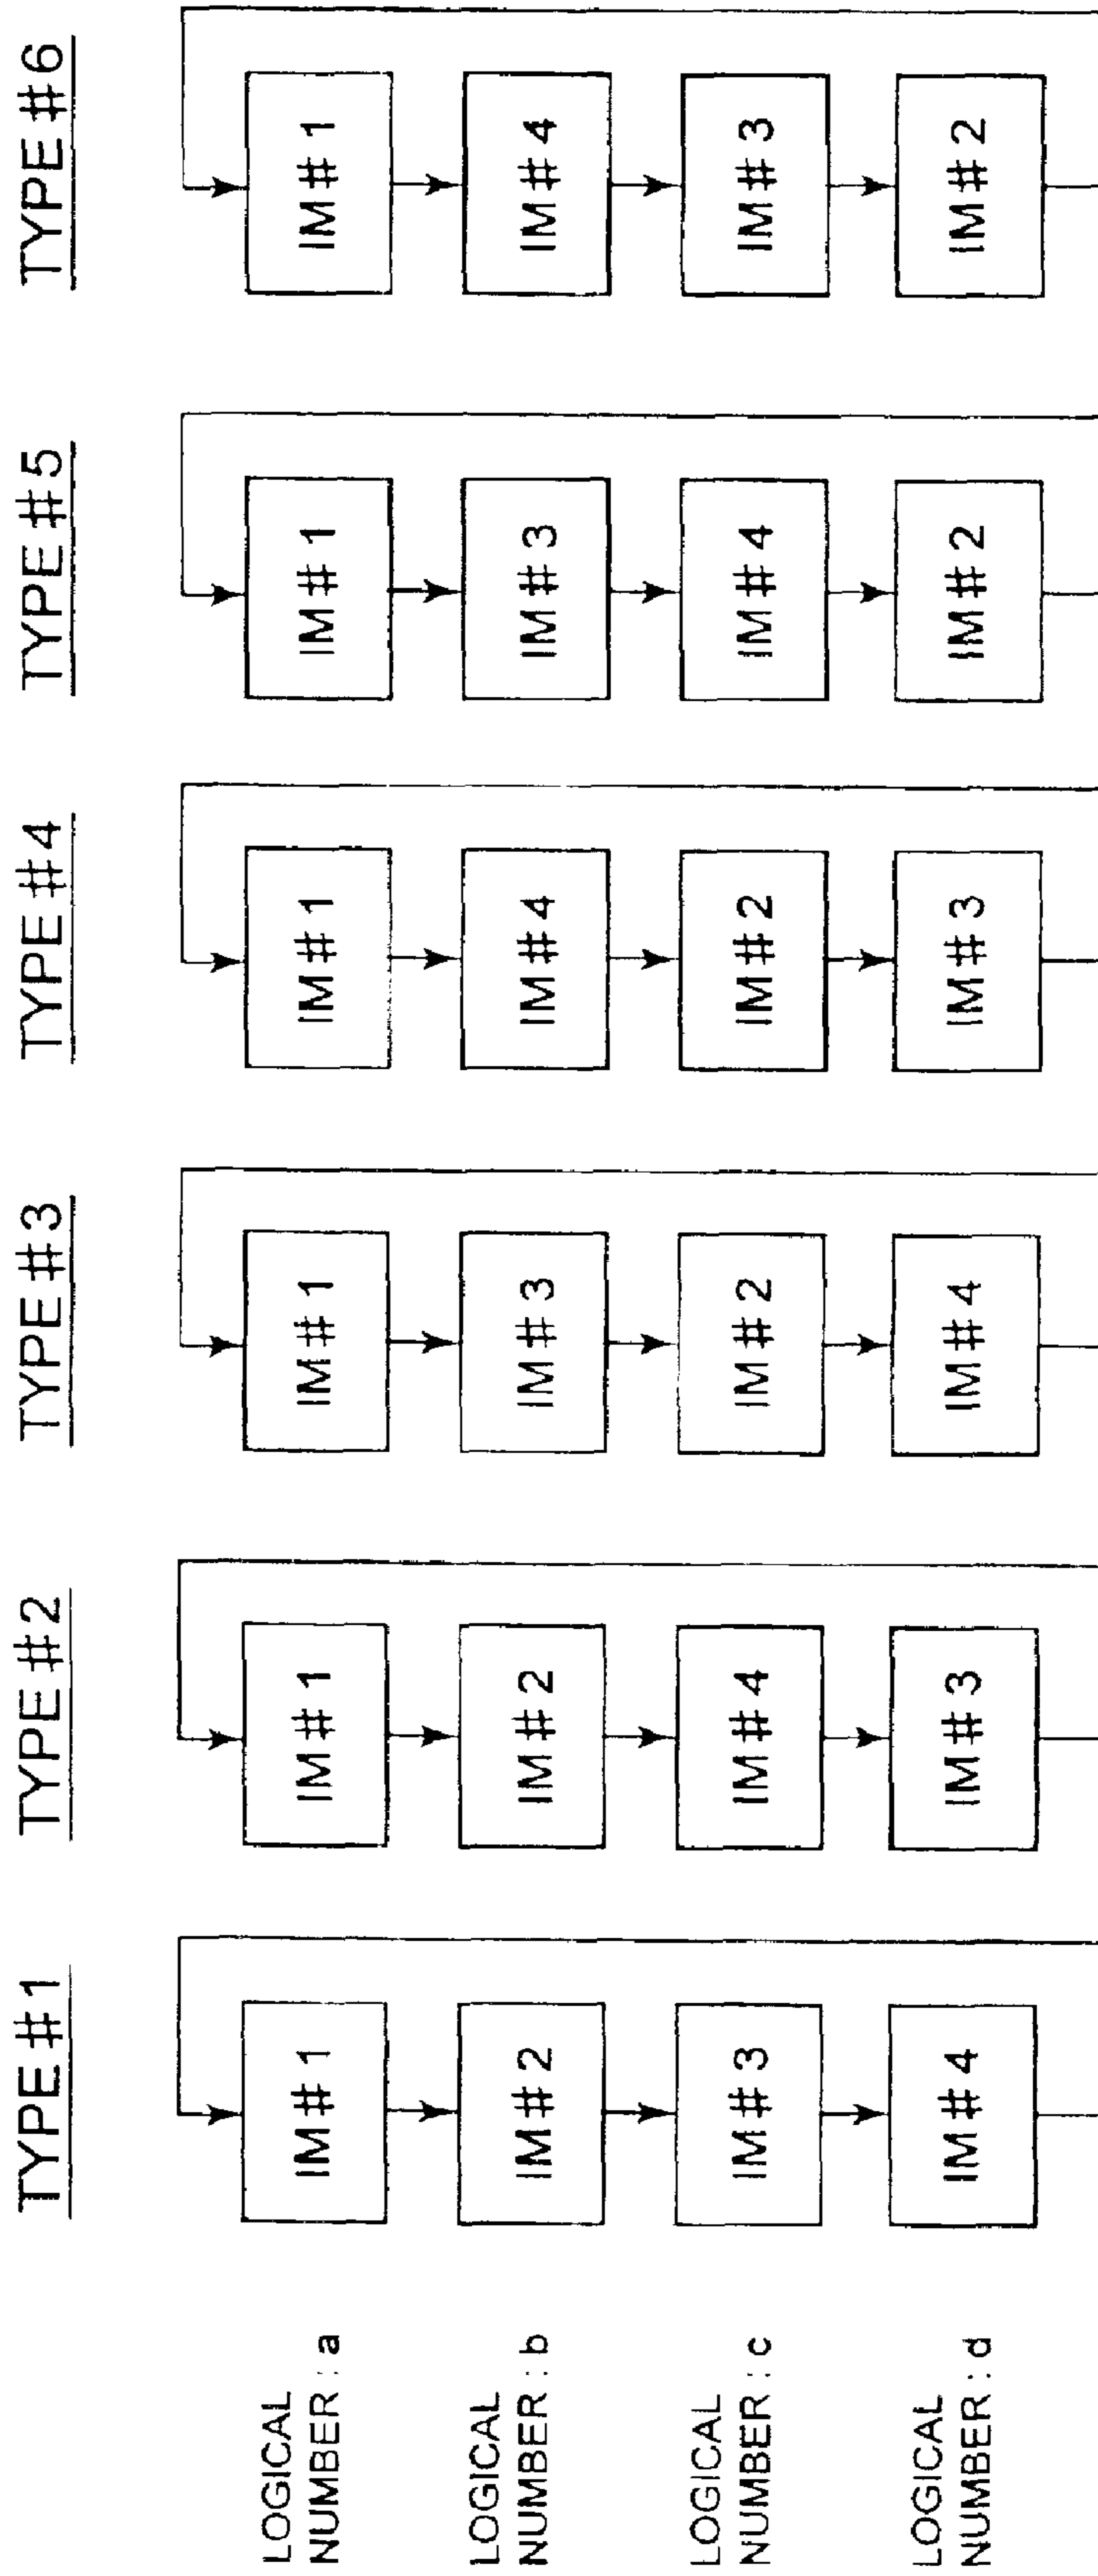 TYPE #1 TYPE #2 TYPE #3 TYPE #4 TYPE #5 TYPE #6
LOGICAL
NUMBER : a
IM # 1 IM # 1 IM # 1 IM # 1 IM # 1 IM # 1
LOGICAL
NUMBER : b
IM # 2 IM # 2 IM # 3 IM # 4 IM # 3 IM # 4
LOGICAL
NUMBER : c
IM # 3 IM # 4 IM # 2 IM # 2 IM # 4 IM # 3
LOGICAL
NUMBER : d
IM # 4 IM # 3 IM # 4 IM # 3 IM # 2 IM # 2